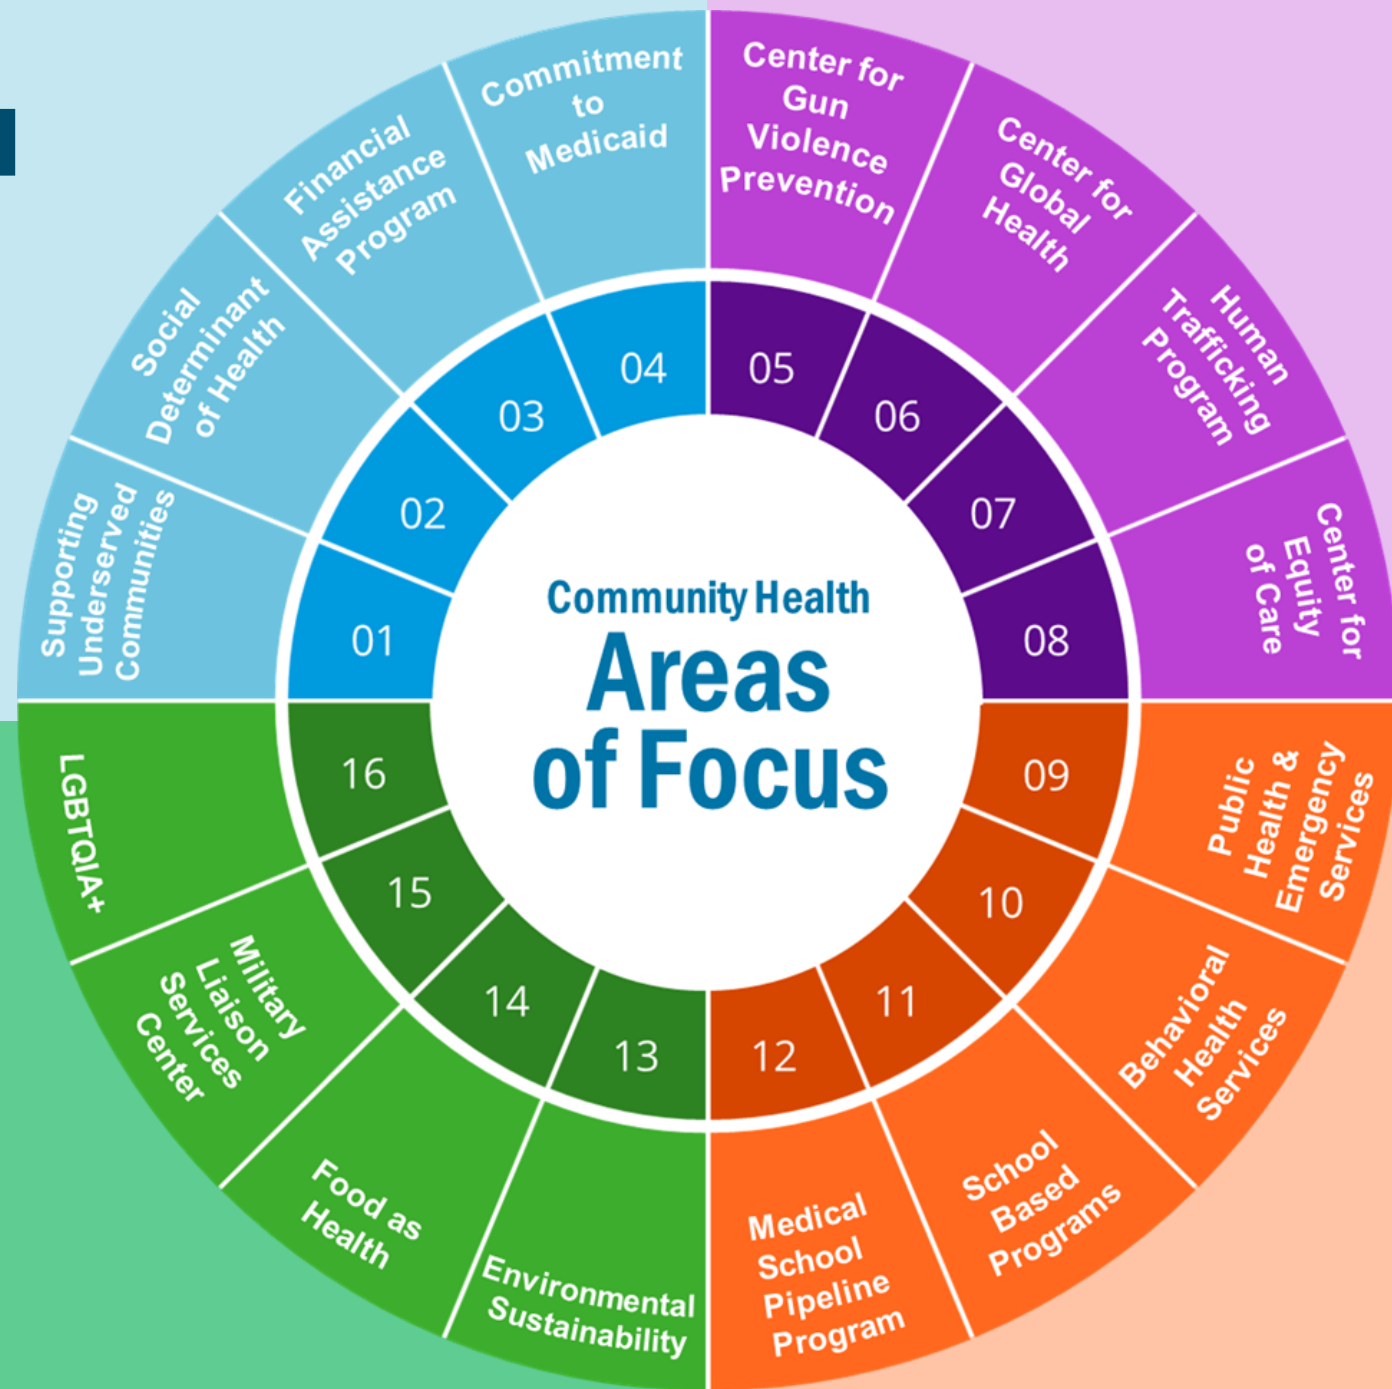 Community Health
Areas
of Focus
01
Supporting
Underserved
Communities
02
Social
Determinant
of Health
03
Financial
Assistance
Program
04
Commitment
to
Medicaid
05
Center for
Gun
Violence
Prevention
06
Center for
Global
Health
07
Human
Trafficking
Program
08
Center for
Equity
of Care
09
Public
Health &
Emergency
Services
10
Behavioral
Health
Services
11
School
Based
Programs
12
Medical
School
Pipeline
Program
13
Environmental
Sustainability
14
Food as
Health
15
Military
Liaison
Services
Center
16
LGBTQIA+